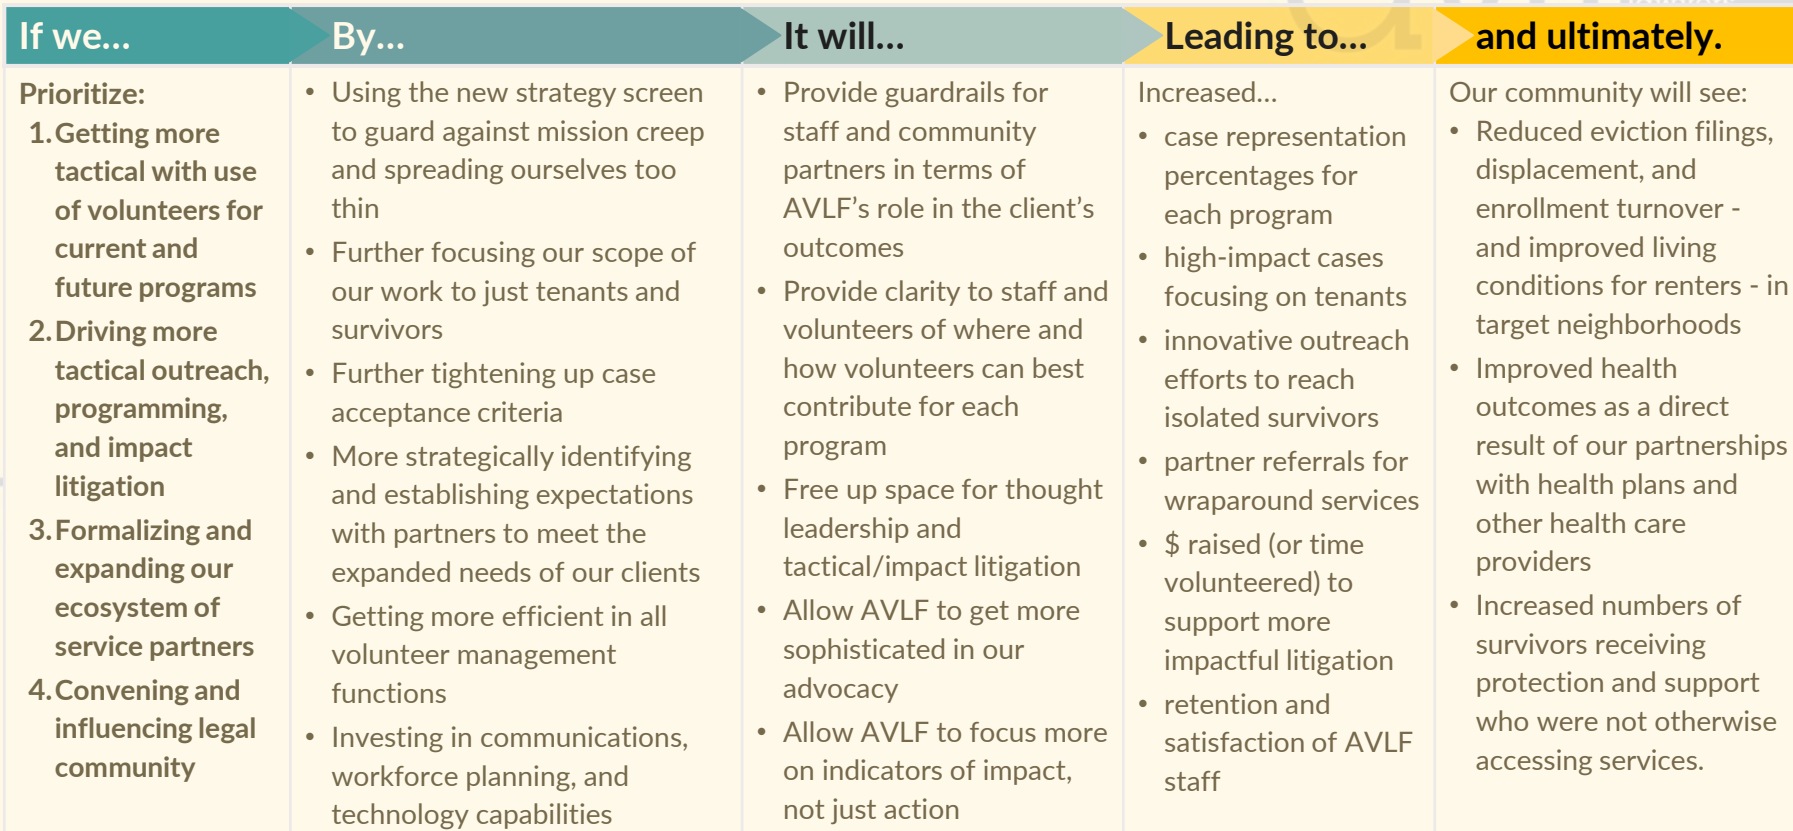 If we...
By...
It will...
Leading to...
and ultimately.
Prioritize:
1. Getting more
tactical with use
of volunteers for
current and
future programs
2. Driving more
tactical outreach,
programming,
and impact
litigation
3. Formalizing and
expanding our
ecosystem of
service partners
4. Convening and
influencing legal
community
• Using the new strategy screen
to guard against mission creep
and spreading ourselves too
thin
• Further focusing our scope of
our work to just tenants and
survivors
• Further tightening up case
acceptance criteria
• More strategically identifying
and establishing expectations
with partners to meet the
expanded needs of our clients
• Getting more efficient in all
volunteer management
functions
• Investing in communications,
workforce planning, and
technology capabilities
• Provide guardrails for
staff and community
partners in terms of
AVLF’s role in the client’s
outcomes
• Provide clarity to staff and
volunteers of where and
how volunteers can best
contribute for each
program
• Free up space for thought
leadership and
tactical/impact litigation
• Allow AVLF to get more
sophisticated in our
advocacy
• Allow AVLF to focus more
on indicators of impact,
not just action
Increased...
• case representation
percentages for
each program
• high-impact cases
focusing on tenants
• innovative outreach
efforts to reach
isolated survivors
• partner referrals for
wraparound services
• $ raised (or time
volunteered) to
support more
impactful litigation
• retention and
satisfaction of AVLF
staff
Our community will see:
• Reduced eviction filings,
displacement, and
enrollment turnover -
and improved living
conditions for renters - in
target neighborhoods
• Improved health
outcomes as a direct
result of our partnerships
with health plans and
other health care
providers
• Increased numbers of
survivors receiving
protection and support
who were not otherwise
accessing services.